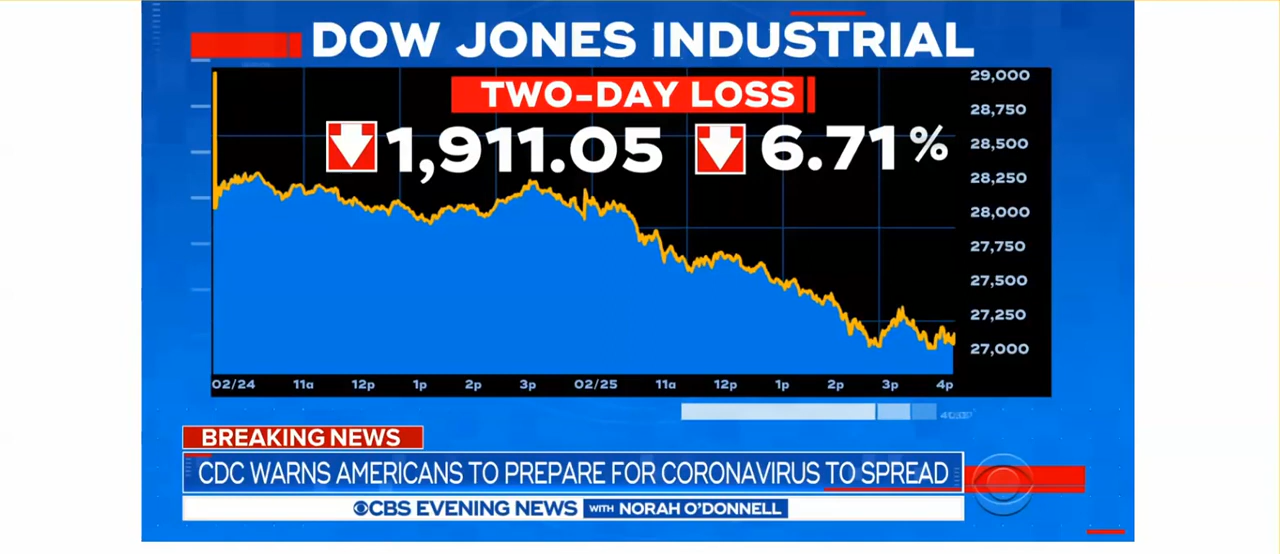 DOW JONES INDUSTRIAL
TWO-DAY LOSS
1,911.05 6.71%
29,000
28,750
28,500
28,250
28,000
27,750
27,500
27,250
27,000
02/24 11a 12p 1p 2p 3p 02/25 11a 12p 1p 2p 3p 4p
BREAKING NEWS
CDC WARNS AMERICANS TO PREPARE FOR CORONAVIRUS TO SPREAD
CBS EVENING NEWS WITH NORAH O'DONNELL